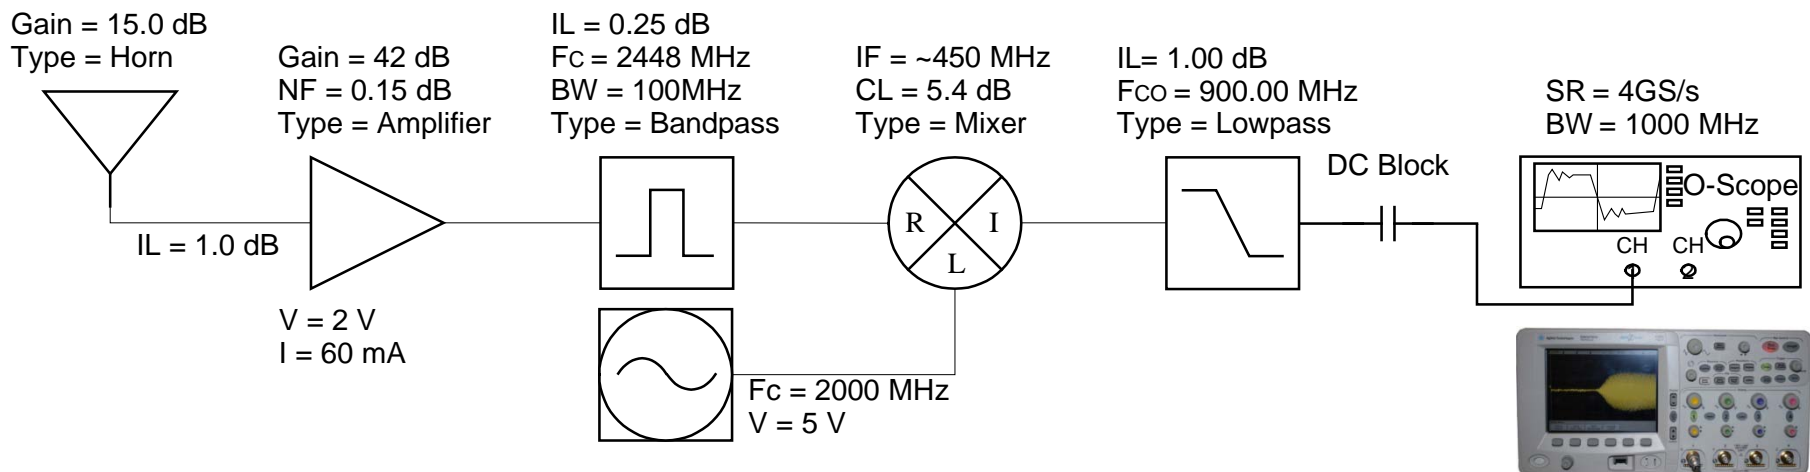 Gain = 15.0 dB
Type = Horn
IL = 1.0 dB
Gain = 42 dB
NF = 0.15 dB
Type = Amplifier
V = 2 V
I = 60 mA
IL = 0.25 dB
Fc = 2448 MHz
BW = 100MHz
Type = Bandpass
IF = ~450 MHz
CL = 5.4 dB
Type = Mixer
R
I
L
Fc = 2000 MHz
V = 5 V
IL= 1.00 dB
Fco = 900.00 MHz
Type = Lowpass
DC Block
SR = 4GS/s
BW = 1000 MHz
O-Scope
CH CH
1 2